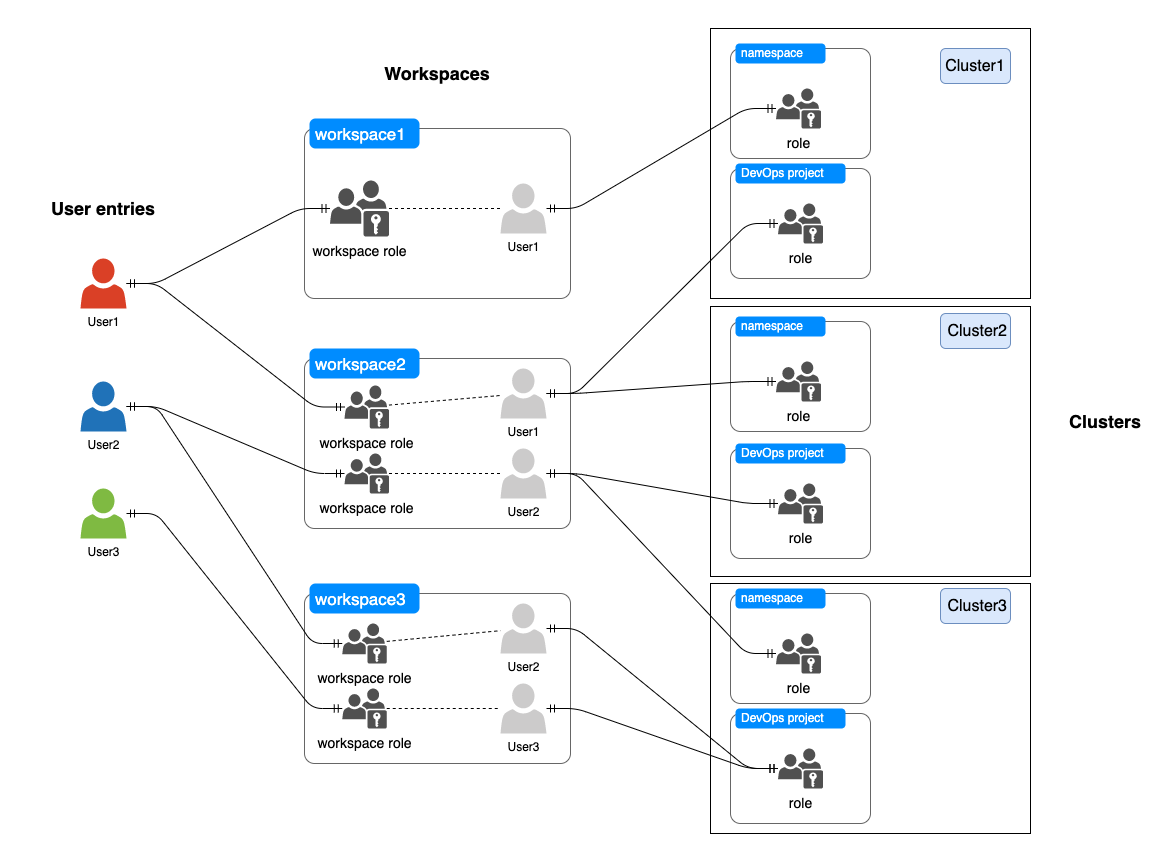 Workspaces
User entries
User1
User2
User3
workspace1
workspace role
User1
workspace2
workspace role
User1
workspace role
User2
workspace3
workspace role
User2
workspace role
User3
Clusters
Cluster1
namespace
role
DevOps project
role
Cluster2
namespace
role
DevOps project
role
Cluster3
namespace
role
DevOps project
role